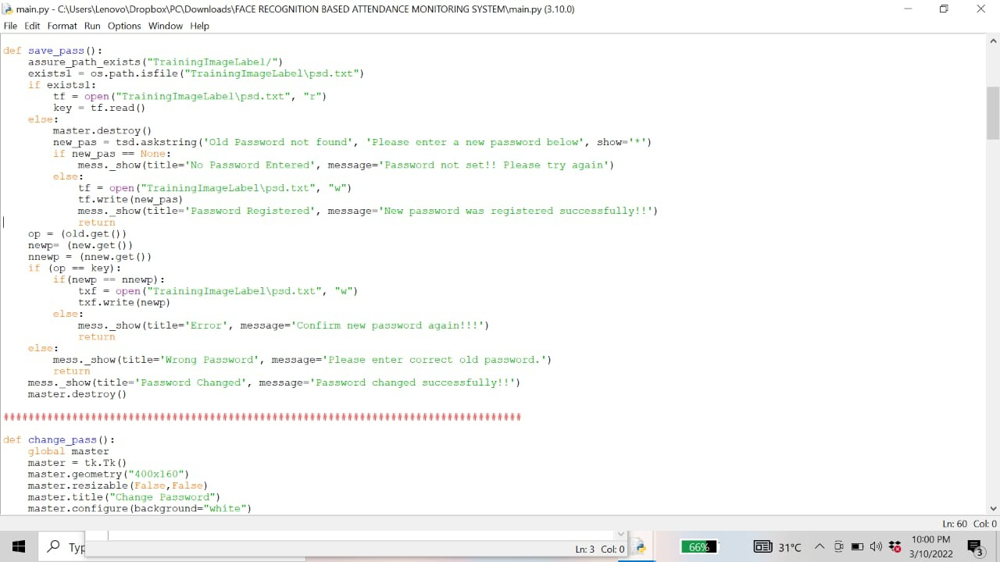 main.py - C:\Users\Lenovo\Dropbox\PC\Downloads\FACE RECOGNITION BASED ATTENDANCE MONITORING SYSTEM\main.py (3.10.0)
File Edit Format Run Options Window Help
def save_pass():
    assure_path_exists("TrainingImageLabel/")
    exists1 = os.path.isfile("TrainingImageLabel\psd.txt")
    if exists1:
        tf = open("TrainingImageLabel\psd.txt", "r")
        key = tf.read()
    else:
        master.destroy()
        new_pas = tsd.askstring('Old Password not found', 'Please enter a new password below', show='*')
        if new_pas == None:
            mess._show(title='No Password Entered', message='Password not set!! Please try again')
        else:
            tf = open("TrainingImageLabel\psd.txt", "w")
            tf.write(new_pas)
            mess._show(title='Password Registered', message='New password was registered successfully!!')
            return
    op = (old.get())
    newp= (new.get())
    nnewp = (nnew.get())
    if (op == key):
        if(newp == nnewp):
            txf = open("TrainingImageLabel\psd.txt", "w")
            txf.write(newp)
        else:
            mess._show(title='Error', message='Confirm new password again!!!')
            return
    else:
        mess._show(title='Wrong Password', message='Please enter correct old password.')
        return
    mess._show(title='Password Changed', message='Password changed successfully!!')
    master.destroy()
###################################################################################
def change_pass():
    global master
    master = tk.Tk()
    master.geometry("400x160")
    master.resizable(False,False)
    master.title("Change Password")
    master.configure(background="white")
Ln: 60 Col: 0
Typ
Ln: 3 Col: 0
66%
31°C
10:00 PM
3/10/2022
3